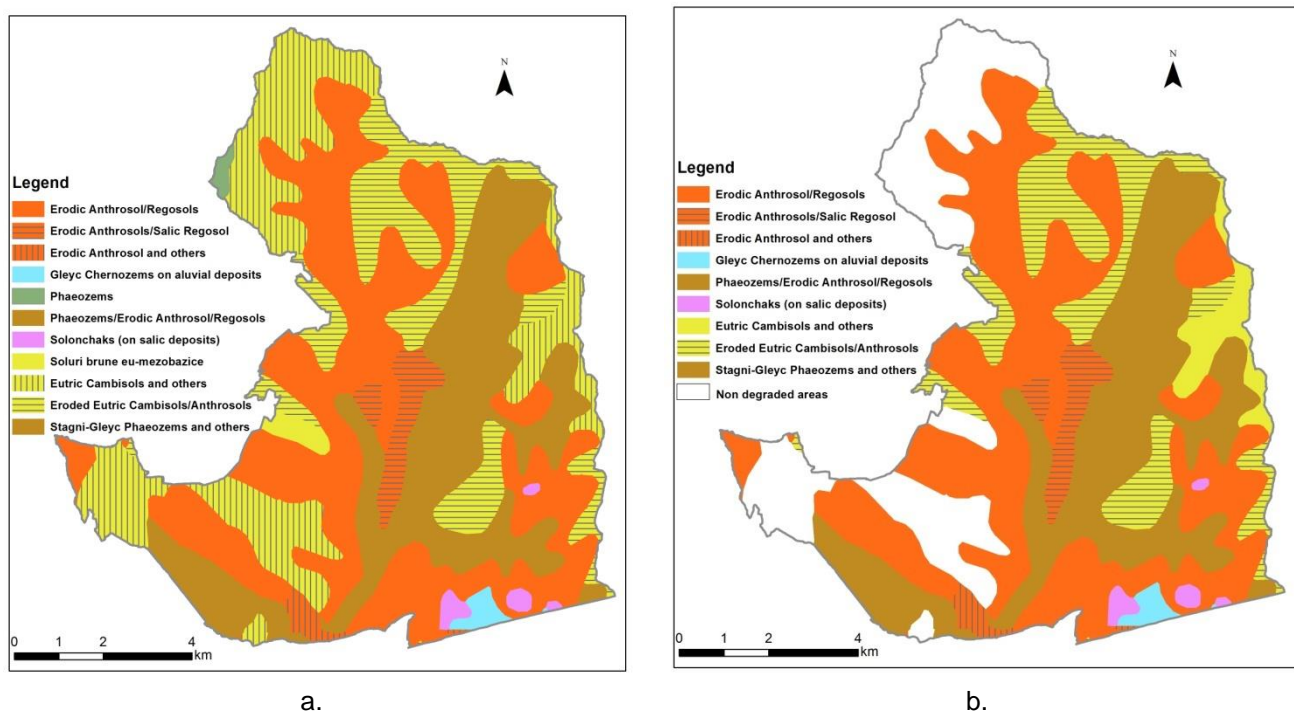 N
Legend
Erodic Anthrosol/Regosols
Erodic Anthrosols/Salic Regosol
Erodic Anthrosol and others
Gleyc Chernozems on aluvial deposits
Phaeozems
Phaeozems/Erodic Anthrosol/Regosols
Solonchaks (on salic deposits)
Soluri brune eu-mezobazice
Eutric Cambisols and others
Eroded Eutric Cambisols/Anthrosols
Stagni-Gleyc Phaeozems and others
0 1 2 4
km
a.
N
Legend
Erodic Anthrosol/Regosols
Erodic Anthrosols/Salic Regosol
Erodic Anthrosol and others
Gleyc Chernozems on aluvial deposits
Phaeozems/Erodic Anthrosol/Regosols
Solonchaks (on salic deposits)
Eutric Cambisols and others
Eroded Eutric Cambisols/Anthrosols
Stagni-Gleyc Phaeozems and others
Non degraded areas
0 1 2 4
km
b.